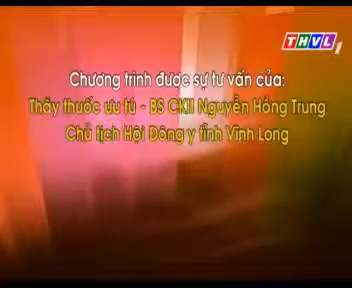 THVL1
Chương trình được sự tư vấn của:
Thầy thuốc ưu tú - BS CKII Nguyễn Hồng Trung
Chủ tịch Hội Đông y tỉnh Vĩnh Long